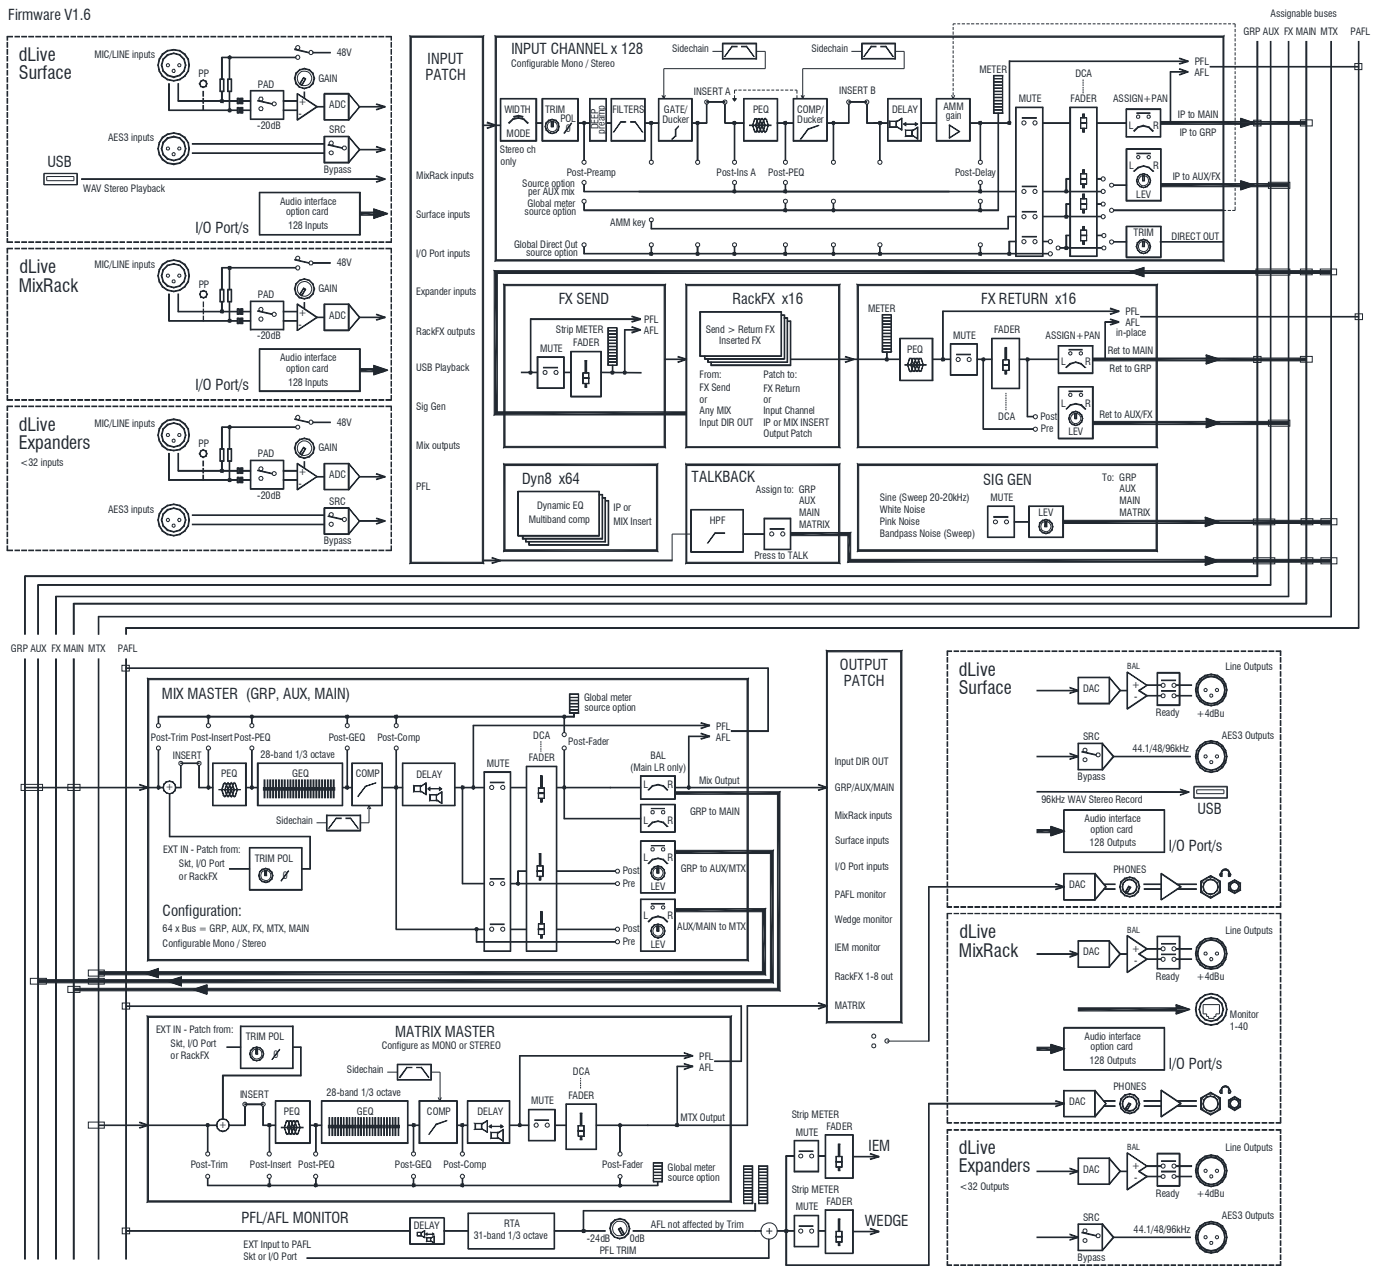 Firmware V1.6
Assignable buses
GRP AUX FX MAIN MTX PAFL
dLive
Surface
MIC/LINE inputs
PP
PAD
-20dB
48V
GAIN
ADC
AES3 inputs
SRC
Bypass
USB
WAV Stereo Playback
Audio interface
option card
128 Inputs
I/O Port/s
dLive
MixRack
MIC/LINE inputs
PP
PAD
-20dB
48V
GAIN
ADC
Audio interface
option card
128 Inputs
I/O Port/s
dLive
Expanders
<32 inputs
MIC/LINE inputs
PP
PAD
-20dB
48V
GAIN
ADC
AES3 inputs
SRC
Bypass
INPUT
PATCH
MixRack inputs
Surface inputs
I/O Port inputs
Expander inputs
RackFX outputs
USB Playback
Sig Gen
Mix outputs
PFL
INPUT CHANNEL x 128
Configurable Mono / Stereo
Sidechain
Sidechain
WIDTH
MODE
Stereo ch
only
TRIM
POL
DEEP
preamp
FILTERS
GATE/
Ducker
INSERT A
PEQ
COMP/
Ducker
INSERT B
DELAY
AMM
gain
METER
MUTE
DCA
FADER
PFL
AFL
ASSIGN+PAN
L R
IP to MAIN
IP to GRP
L R
LEV
IP to AUX/FX
TRIM
DIRECT OUT
Post-Preamp
Post-Ins A
Post-PEQ
Post-Delay
Source option
per AUX mix
Global meter
source option
AMM key
Global Direct Out
source option
FX SEND
PFL
AFL
Strip METER
MUTE
FADER
RackFX x16
Send > Return FX
Inserted FX
From:
FX Send
or
Any MIX
Input DIR OUT
Patch to:
FX Return
or
Input Channel
IP or MIX INSERT
Output Patch
FX RETURN x16
METER
PEQ
MUTE
FADER
DCA
PFL
AFL
in-place
ASSIGN+PAN
L R
Ret to MAIN
Ret to GRP
L R
LEV
Ret to AUX/FX
Post
Pre
Dyn8 x64
Dynamic EQ
Multiband comp
IP or
MIX Insert
TALKBACK
Assign to: GRP
AUX
MAIN
MATRIX
HPF
Press to TALK
SIG GEN
Sine (Sweep 20-20kHz)
White Noise
Pink Noise
Bandpass Noise (Sweep)
MUTE
LEV
To: GRP
AUX
MAIN
MATRIX
GRP AUX FX MAIN MTX PAFL
MIX MASTER (GRP, AUX, MAIN)
Global meter
source option
Post-Trim Post-Insert Post-PEQ
Post-GEQ
Post-Comp
Post-Fader
INSERT
PEQ
28-band 1/3 octave
GEQ
COMP
DELAY
Sidechain
MUTE
DCA
FADER
PFL
AFL
BAL
(Main LR only)
L R
Mix Output
L R
GRP to MAIN
L R
LEV
GRP to AUX/MTX
Post
Pre
L R
LEV
AUX/MAIN to MTX
Post
Pre
EXT IN - Patch from:
Skt, I/O Port
or RackFX
TRIM POL
Configuration:
64 x Bus = GRP, AUX, FX, MTX, MAIN
Configurable Mono / Stereo
MATRIX MASTER
Configure as MONO or STEREO
EXT IN - Patch from:
Skt, I/O Port
or RackFX
TRIM POL
Sidechain
INSERT
PEQ
28-band 1/3 octave
GEQ
COMP
DELAY
MUTE
DCA
FADER
PFL
AFL
MTX Output
Post-Trim
Post-Insert
Post-PEQ
Post-GEQ
Post-Comp
Post-Fader
Global meter
source option
PFL/AFL MONITOR
DELAY
RTA
31-band 1/3 octave
-24dB
0dB
PFL TRIM
AFL not affected by Trim
EXT Input to PAFL
Skt or I/O Port
Strip METER
MUTE
FADER
IEM
Strip METER
MUTE
FADER
WEDGE
OUTPUT
PATCH
Input DIR OUT
GRP/AUX/MAIN
MixRack inputs
Surface inputs
I/O Port inputs
PAFL monitor
Wedge monitor
IEM monitor
RackFX 1-8 out
MATRIX
dLive
Surface
DAC
BAL
Ready
Line Outputs
+4dBu
SRC
Bypass
44.1/48/96kHz
AES3 Outputs
96kHz WAV Stereo Record
USB
Audio interface
option card
128 Outputs
I/O Port/s
DAC
PHONES
dLive
MixRack
DAC
BAL
Ready
Line Outputs
+4dBu
Monitor
1-40
Audio interface
option card
128 Outputs
I/O Port/s
DAC
PHONES
dLive
Expanders
<32 Outputs
DAC
BAL
Ready
Line Outputs
+4dBu
SRC
Bypass
44.1/48/96kHz
AES3 Outputs